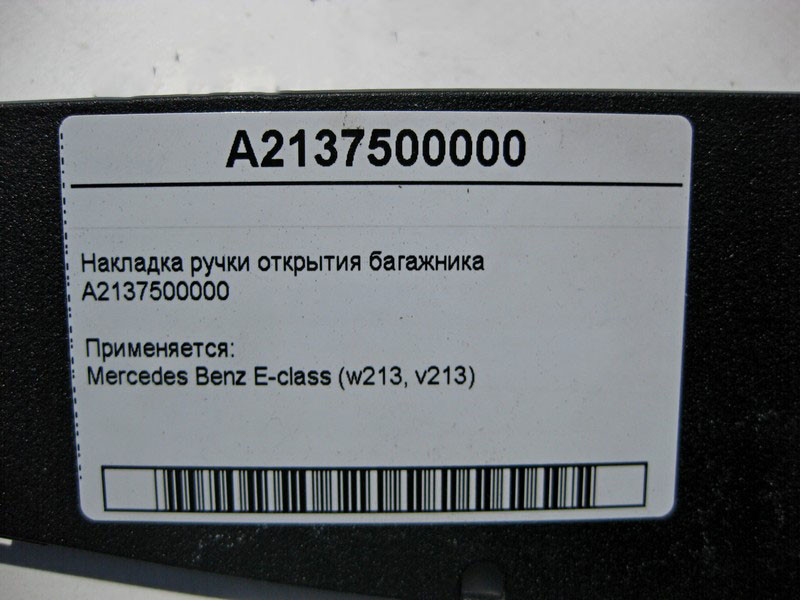 A2137500000
Накладка ручки открытия багажника
A2137500000
Применяется:
Mercedes Benz E-class (w213, v213)